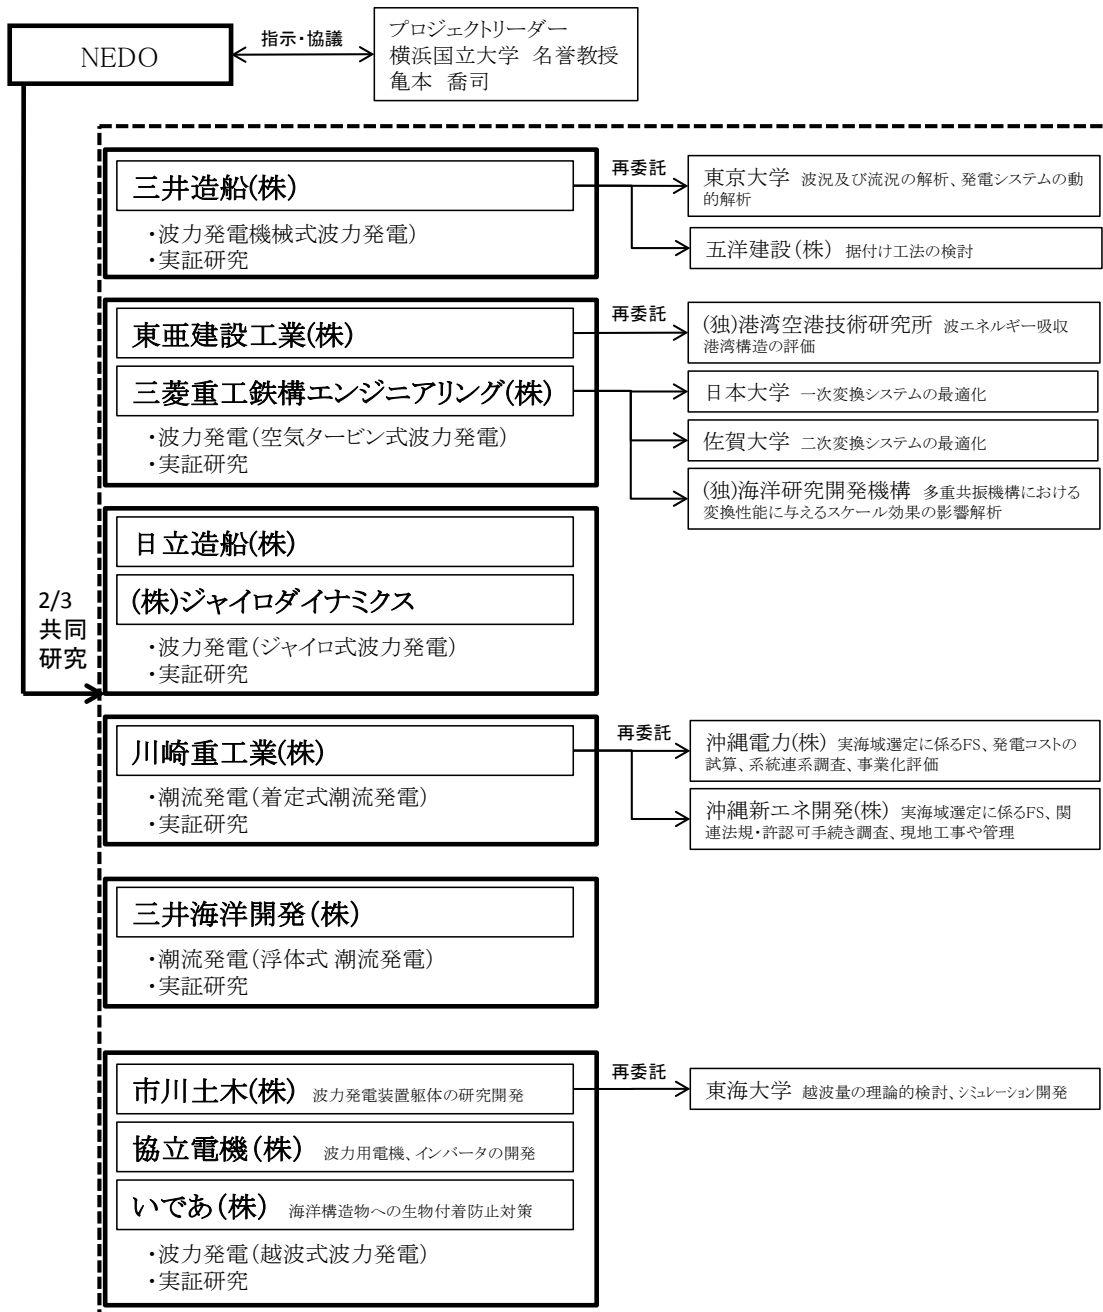 NEDO
指示・協議
プロジェクトリーダー
横浜国立大学 名誉教授
亀本 喬司
2/3
共同
研究
三井造船(株)
・波力発電機械式波力発電)
・実証研究
再委託
東京大学 波況及び流況の解析、発電システムの動
的解析
五洋建設(株) 据付け工法の検討
東亜建設工業(株)
三菱重工鉄構エンジニアリング(株)
・波力発電(空気タービン式波力発電)
・実証研究
再委託
(独)港湾空港技術研究所 波エネルギー吸収
港湾構造の評価
日本大学 一次変換システムの最適化
佐賀大学 二次変換システムの最適化
(独)海洋研究開発機構 多重共振機構における
変換性能に与えるスケール効果の影響解析
日立造船(株)
(株)ジャイロダイナミクス
・波力発電(ジャイロ式波力発電)
・実証研究
川崎重工業(株)
・潮流発電(着定式潮流発電)
・実証研究
再委託
沖縄電力(株) 実海域選定に係るFS、発電コストの
試算、系統連系調査、事業化評価
沖縄新エネ開発(株) 実海域選定に係るFS、関
連法規・許認可手続き調査、現地工事や管理
三井海洋開発(株)
・潮流発電(浮体式 潮流発電)
・実証研究
市川土木(株) 波力発電装置躯体の研究開発
協立電機(株) 波力用電機、インバータの開発
いであ(株) 海洋構造物への生物付着防止対策
・波力発電(越波式波力発電)
・実証研究
再委託
東海大学 越波量の理論的検討、シミュレーション開発